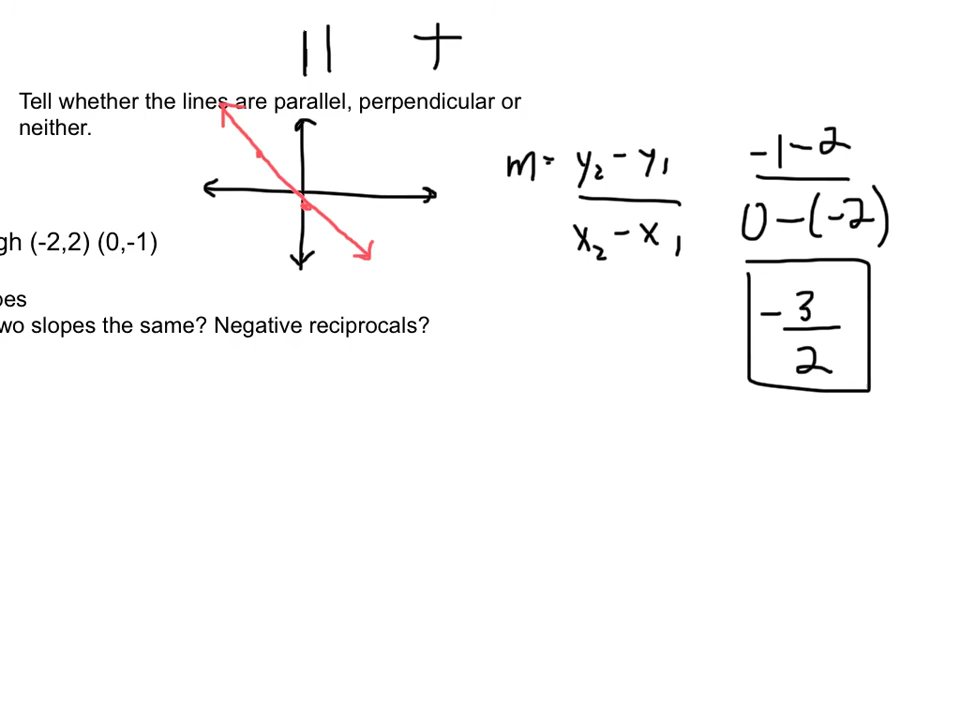 || +
Tell whether the lines are parallel, perpendicular or
neither.
gh (-2,2) (0,-1)
pes
wo slopes the same? Negative reciprocals?
m = y₂ - y₁
x₂ - x₁
-1-2
0-(-2)
-3
2